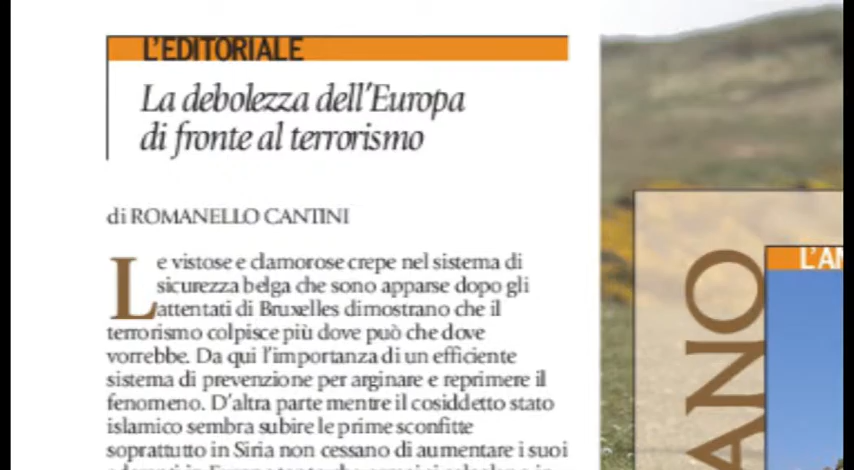 L'EDITORIALE
La debolezza dell'Europa
di fronte al terrorismo
di ROMANELLO CANTINI
Le vistose e clamorose crepe nel sistema di
sicurezza belga che sono apparse dopo gli
attentati di Bruxelles dimostrano che il
terrorismo colpisce più dove può che dove
vorrebbe. Da qui l'importanza di un efficiente
sistema di prevenzione per arginare e reprimere il
fenomeno. D'altra parte mentre il cosiddetto stato
islamico sembra subire le prime sconfitte
soprattutto in Siria non cessano di aumentare i suoi
ANO
L'AN